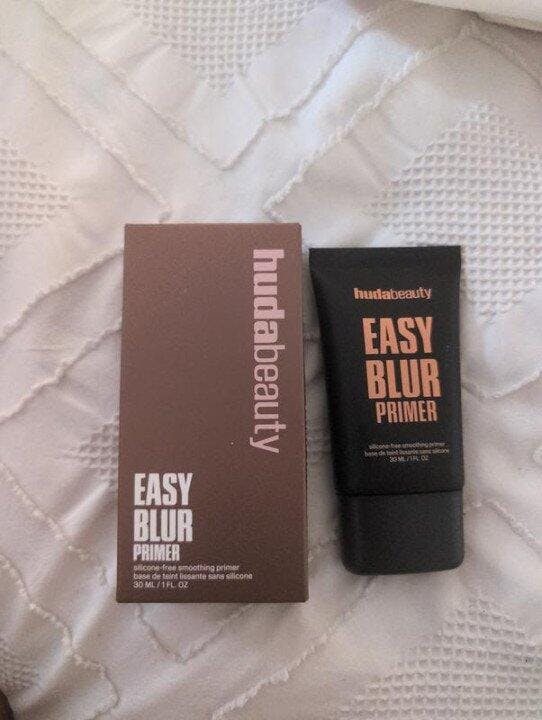 hudabeauty
EASY
BLUR
PRIMER
silicone-free smoothing primer
base de teint lissante sans silicone
30 ML / 1 FL. OZ
hudabeauty
EASY
BLUR
PRIMER
silicone-free smoothing primer
base de teint lissante sans silicone
30 ML / 1 FL. OZ